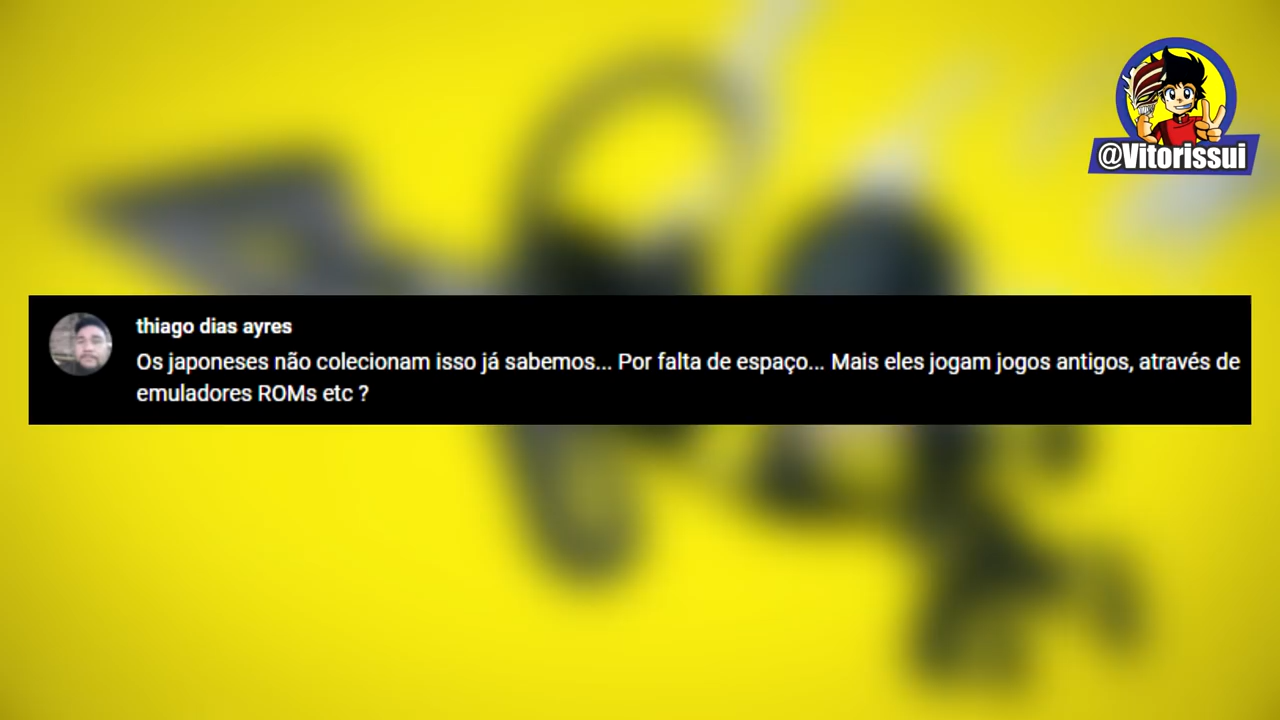 @Vitorissui
thiago dias ayres
Os japoneses não colecionam isso já sabemos... Por falta de espaço... Mais eles jogam jogos antigos, através de
emuladores ROMs etc ?